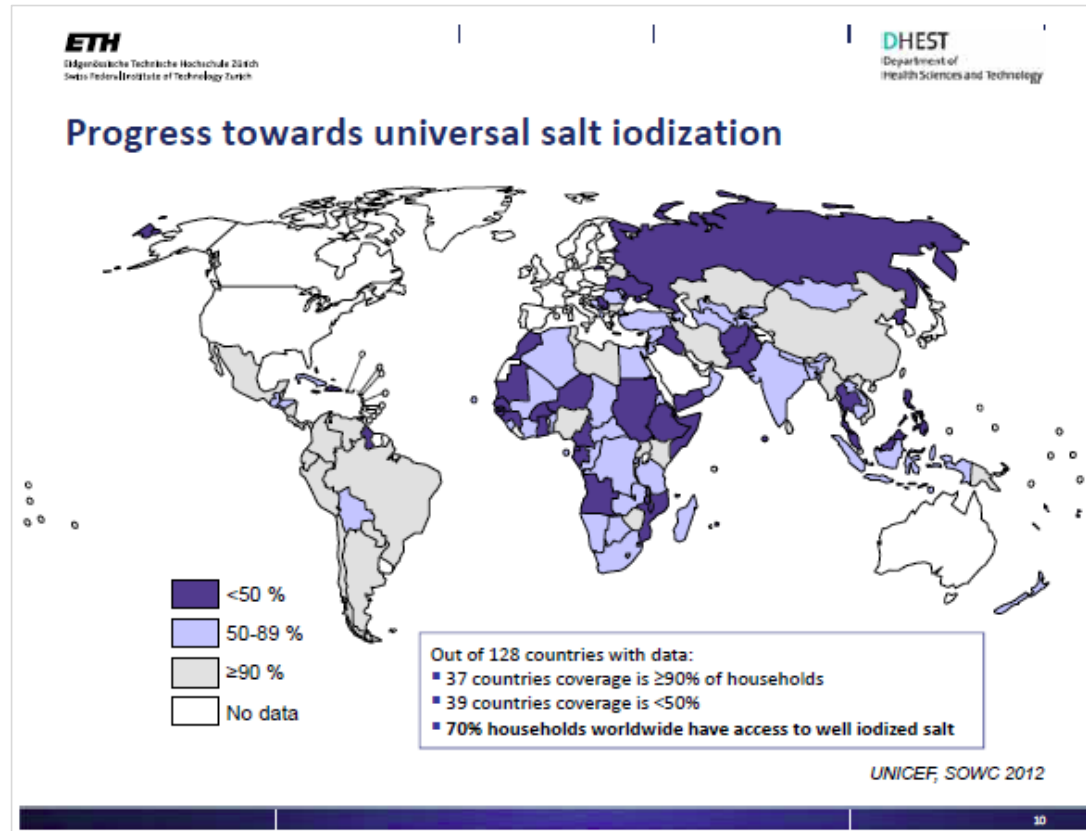 ETH
Eidgenössische Technische Hochschule Zürich
Swiss Federal Institute of Technology Zurich
DHEST
Department of
Health Sciences and Technology
Progress towards universal salt iodization
<50 %
50-89 %
≥90 %
No data
Out of 128 countries with data:
▪ 37 countries coverage is ≥90% of households
▪ 39 countries coverage is <50%
▪ 70% households worldwide have access to well iodized salt
UNICEF, SOWC 2012
10